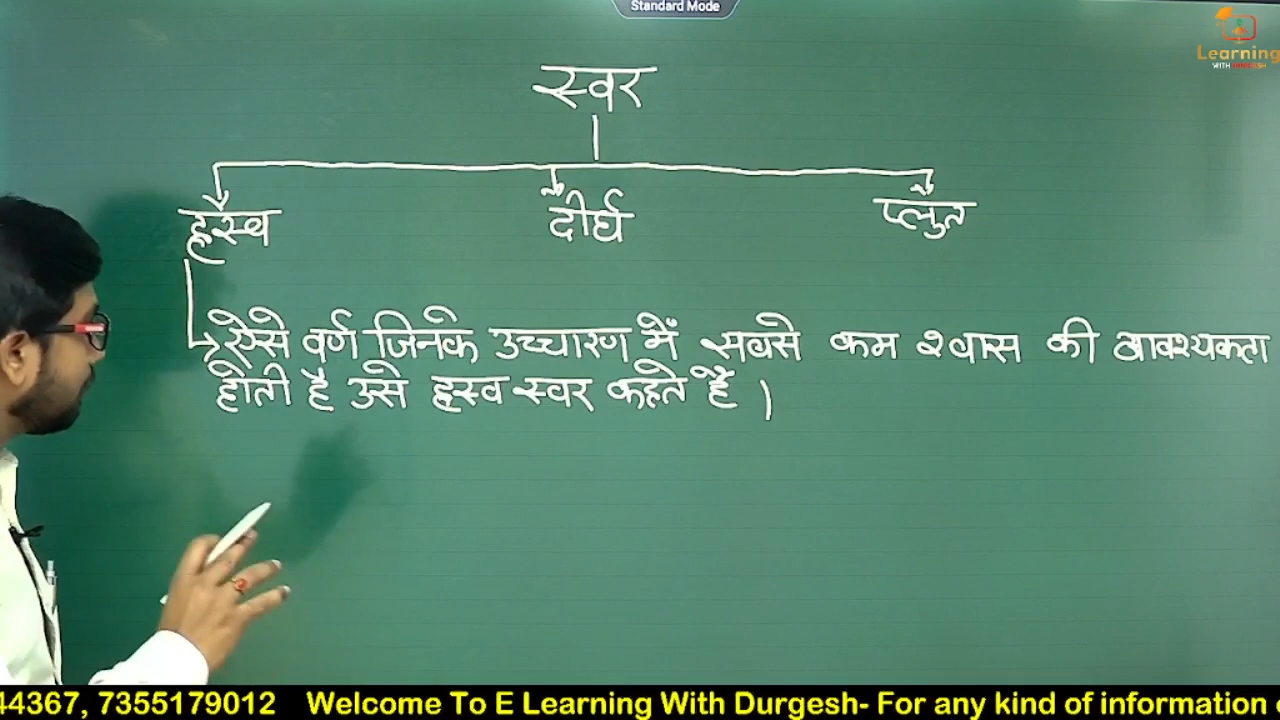 Standard Mode
Learning
स्वर
ह्रस्व दीर्घ प्लुत
ऐसे वर्ण जिनके उच्चारण में सबसे कम श्वास की आवश्यकता
होती है उसे ह्रस्व स्वर कहते हैं ।
44367, 7355179012 Welcome To E Learning With Durgesh- For any kind of information